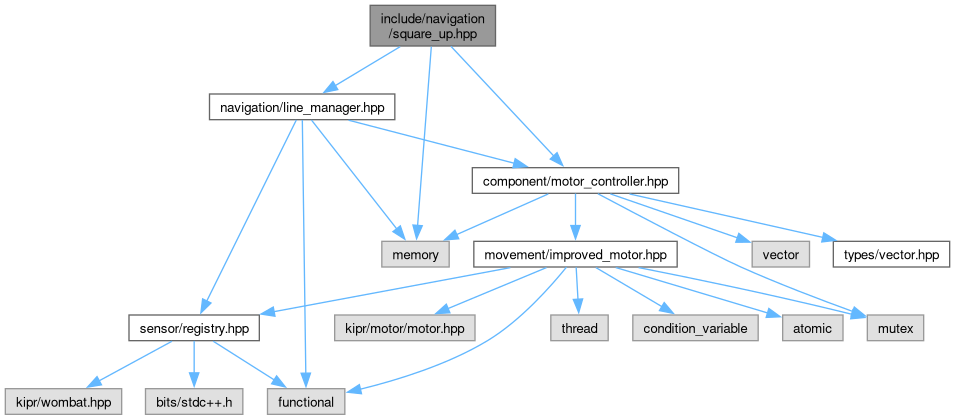 include/navigation
/square_up.hpp
navigation/line_manager.hpp
component/motor_controller.hpp
memory
movement/improved_motor.hpp
vector
types/vector.hpp
sensor/registry.hpp
kipr/motor/motor.hpp
thread
condition_variable
atomic
mutex
kipr/wombat.hpp
bits/stdc++.h
functional